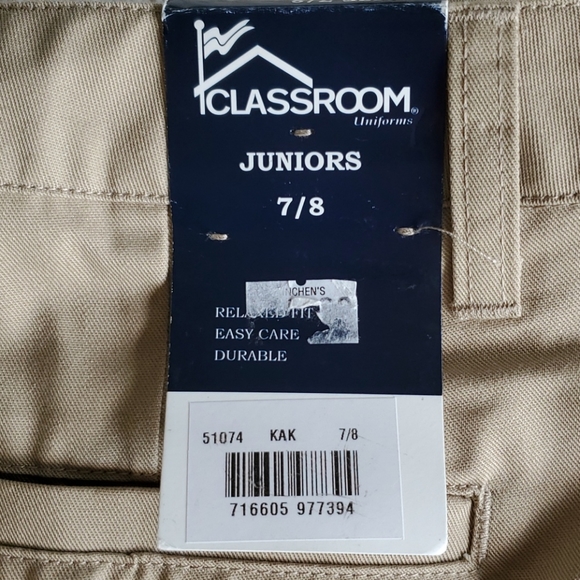 CLASSROOM®
Uniforms
JUNIORS
7/8
RELAXED FIT
EASY CARE
DURABLE
51074 KAK 7/8
716605 977394